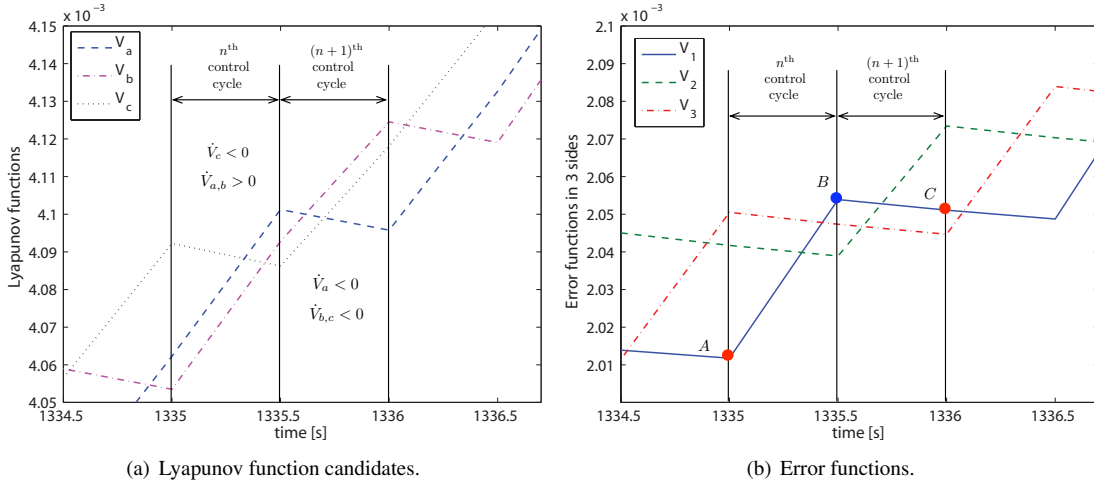 x 10⁻³
4.15
4.14
4.13
4.12
4.11
4.1
4.09
4.08
4.07
4.06
4.05
Lyapunov functions
V_a
V_b
V_c
nᵗʰ
control
cycle
(n + 1)ᵗʰ
control
cycle
V̇_c < 0
V̇_{a,b} > 0
V̇_a < 0
V̇_{b,c} < 0
1334.5 1335 1335.5 1336 1336.5
time [s]
(a) Lyapunov function candidates.
x 10⁻³
2.1
2.09
2.08
2.07
2.06
2.05
2.04
2.03
2.02
2.01
Error functions in 3 sides
V_1
V_2
V_3
nᵗʰ
control
cycle
(n + 1)ᵗʰ
control
cycle
A
B
C
1334.5 1335 1335.5 1336 1336.5
time [s]
(b) Error functions.